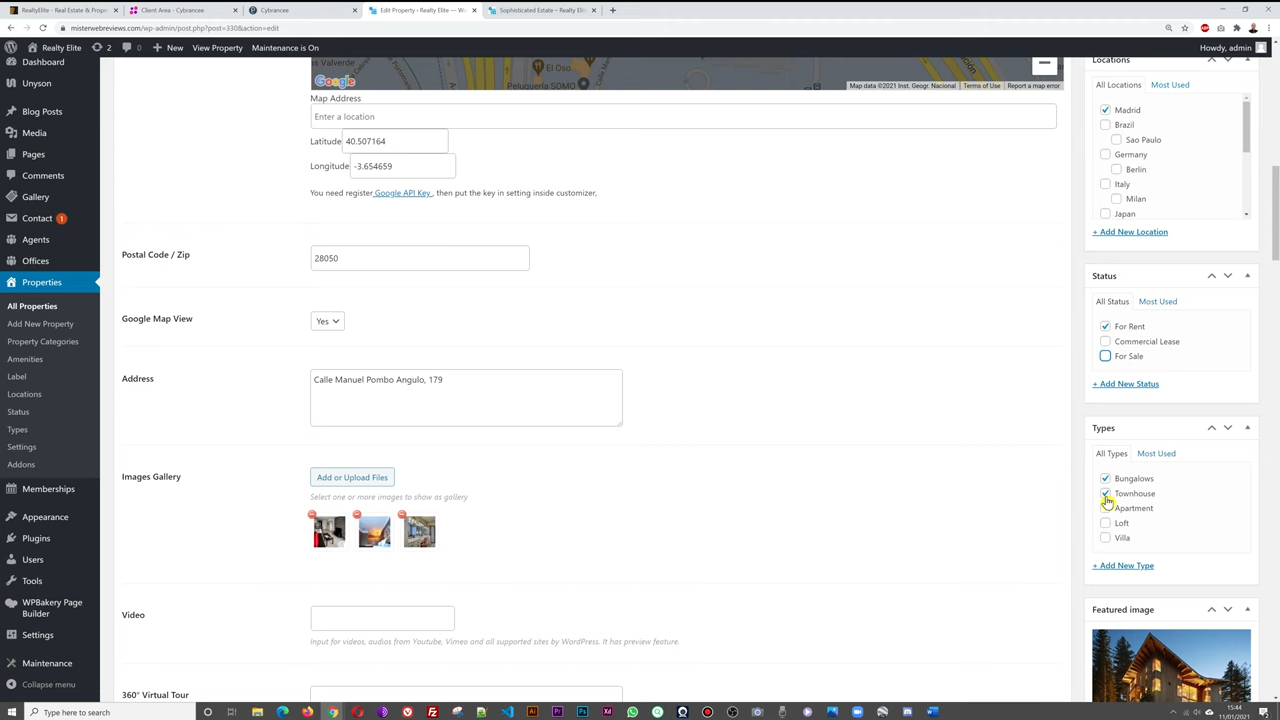 RealtyElite - Real Estate & Prope
Client Area - Cybrancee
Cybrancee
Edit Property ‹ Realty Elite — Wo
Sophisticated Estate – Realty Elit
misterwebreviews.com/wp-admin/post.php?post=330&action=edit
Realty Elite
2
0
New
View Property
Maintenance is On
Howdy, admin
Dashboard
Unyson
Blog Posts
Media
Pages
Comments
Gallery
Contact 1
Agents
Offices
Properties
All Properties
Add New Property
Property Categories
Amenities
Label
Locations
Status
Types
Settings
Addons
Memberships
Appearance
Plugins
Users
Tools
WPBakery Page
Builder
Settings
Maintenance
Collapse menu
es Valverde
El Oso
Peluquería SOMO
Google
Map data ©2021 Inst. Geogr. Nacional
Terms of Use
Report a map error
Map Address
Enter a location
Latitude 40.507164
Longitude -3.654659
You need register Google API Key , then put the key in setting inside customizer,
Postal Code / Zip
28050
Google Map View
Yes
Address
Calle Manuel Pombo Angulo, 179
Images Gallery
Add or Upload Files
Select one or more images to show as gallery
Video
Input for videos, audios from Youtube, Vimeo and all supported sites by WordPress. It has preview feature.
360° Virtual Tour
Locations
All Locations
Most Used
Madrid
Brazil
Sao Paulo
Germany
Berlin
Italy
Milan
Japan
+ Add New Location
Status
All Status
Most Used
For Rent
Commercial Lease
For Sale
+ Add New Status
Types
All Types
Most Used
Bungalows
Townhouse
Apartment
Loft
Villa
+ Add New Type
Featured image
Type here to search
15:44
11/01/2021